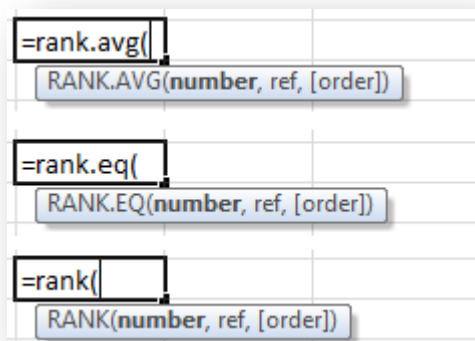 =rank.avg(
RANK.AVG(number, ref, [order])
=rank.eq(
RANK.EQ(number, ref, [order])
=rank(
RANK(number, ref, [order])